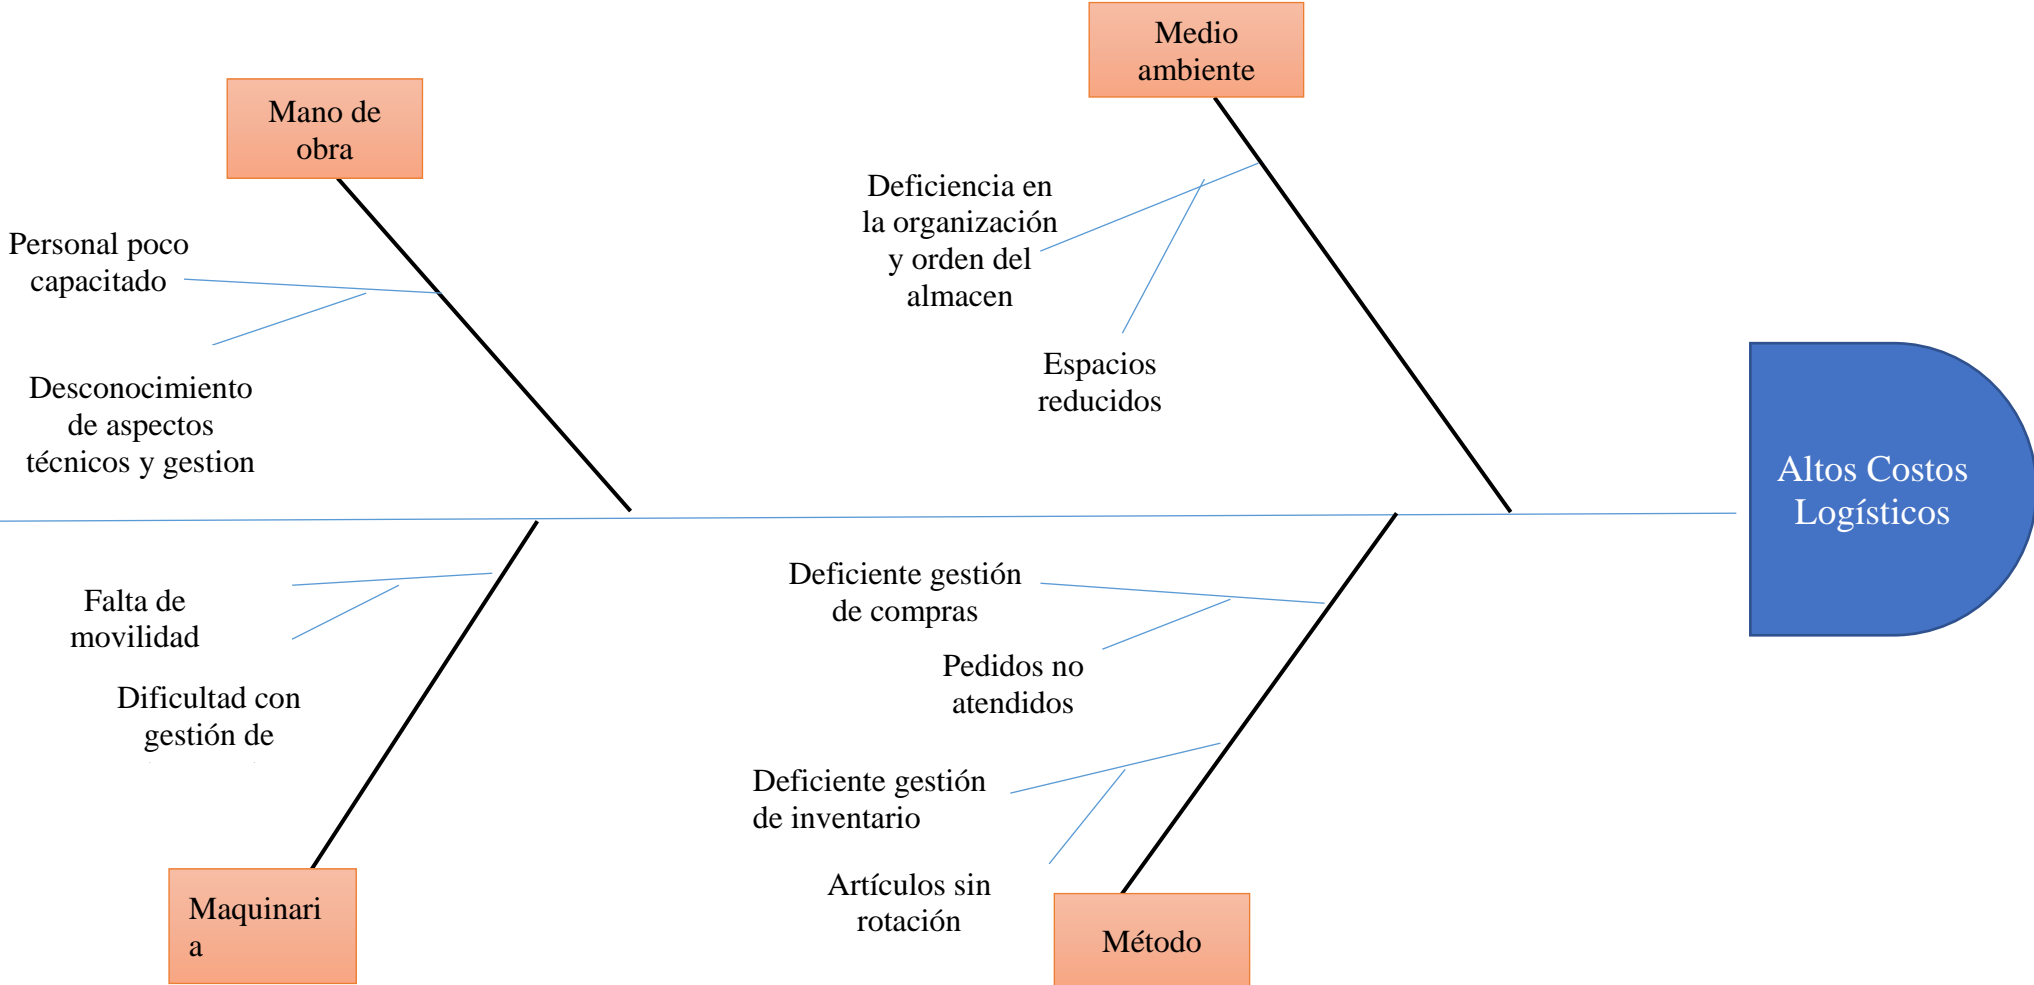 Medio
ambiente
Mano de
obra
Deficiencia en
la organización
y orden del
almacen
Personal poco
capacitado
Espacios
reducidos
Desconocimiento
de aspectos
técnicos y gestion
Altos Costos
Logísticos
Falta de
movilidad
Deficiente gestión
de compras
Dificultad con
gestión de
Pedidos no
atendidos
Deficiente gestión
de inventario
Artículos sin
rotación
Maquinari
a
Método